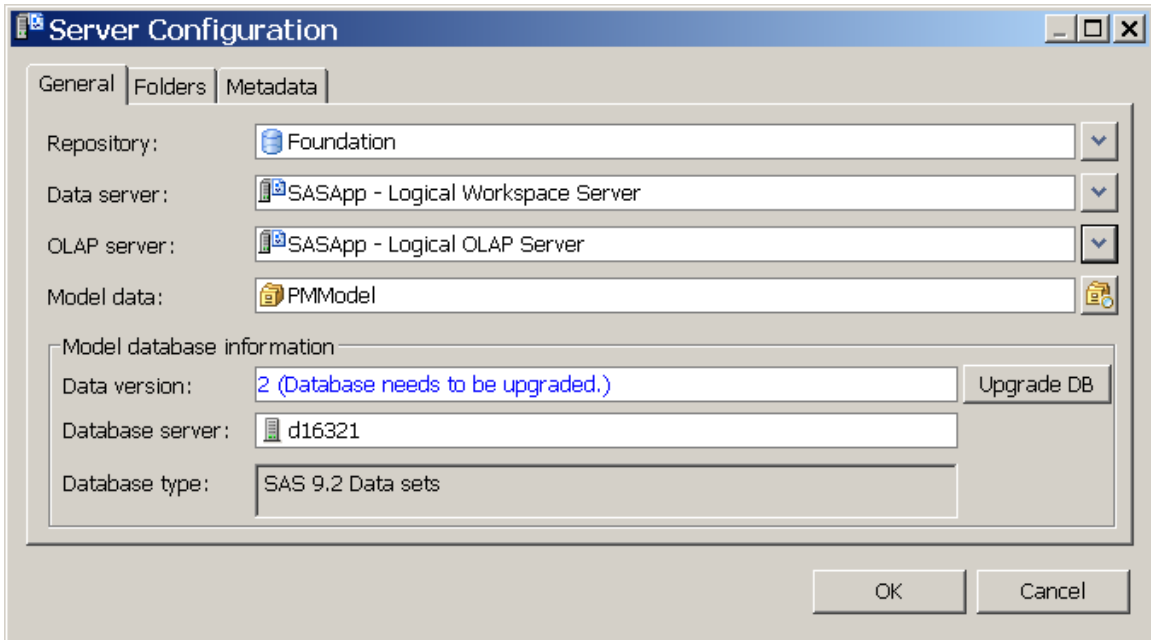 Server Configuration
General Folders Metadata
Repository: Foundation
Data server: SASApp - Logical Workspace Server
OLAP server: SASApp - Logical OLAP Server
Model data: PMModel
Model database information
Data version: 2 (Database needs to be upgraded.) Upgrade DB
Database server: d16321
Database type: SAS 9.2 Data sets
OK Cancel